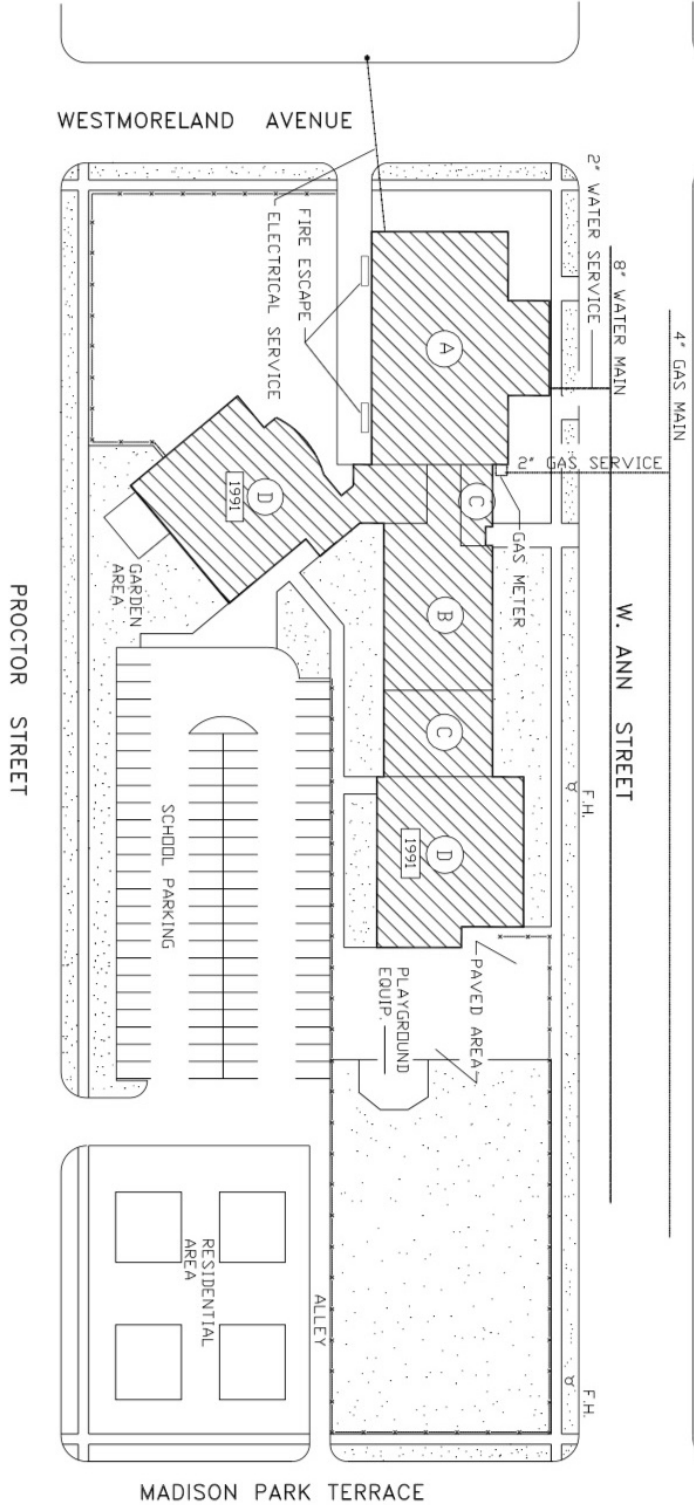 WESTMORELAND AVENUE
2" WATER SERVICE
8" WATER MAIN
4" GAS MAIN
FIRE ESCAPE
ELECTRICAL SERVICE
A
2" GAS SERVICE
GAS METER
C
D
1991
GARDEN
AREA
B
W. ANN STREET
PROCTOR STREET
C
F.H.
SCHOOL PARKING
D
1991
PAVED AREA
PLAYGROUND
EQUIP.
RESIDENTIAL
AREA
ALLEY
F.H.
MADISON PARK TERRACE